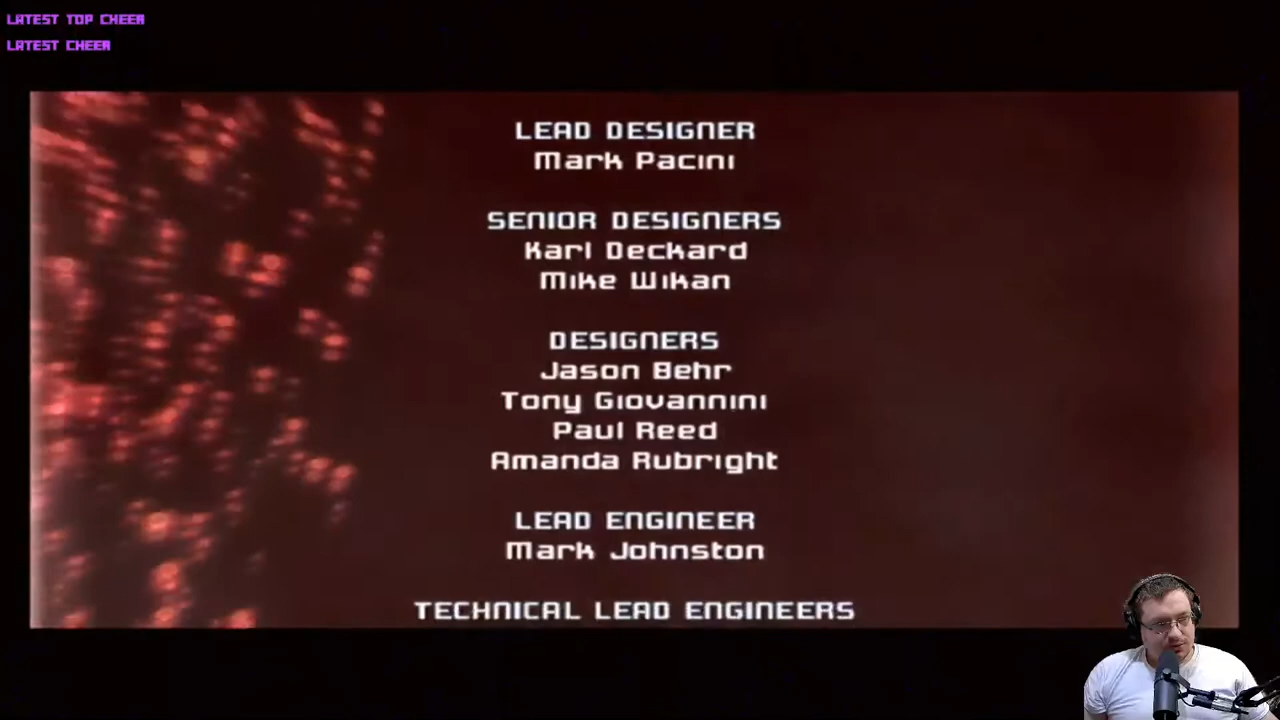 LATEST TOP CHEER
LATEST CHEER
LEAD DESIGNER
Mark Pacini
SENIOR DESIGNERS
Karl Deckard
Mike Wikan
DESIGNERS
Jason Behr
Tony Giovannini
Paul Reed
Amanda Rubright
LEAD ENGINEER
Mark Johnston
TECHNICAL LEAD ENGINEERS